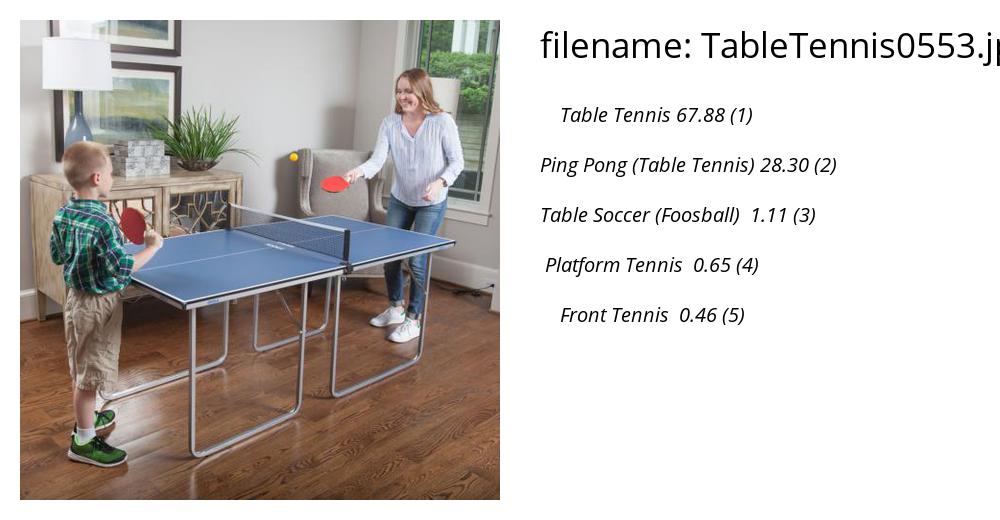 filename: TableTennis0553.j
Table Tennis 67.88 (1)
Ping Pong (Table Tennis) 28.30 (2)
Table Soccer (Foosball) 1.11 (3)
Platform Tennis 0.65 (4)
Front Tennis 0.46 (5)